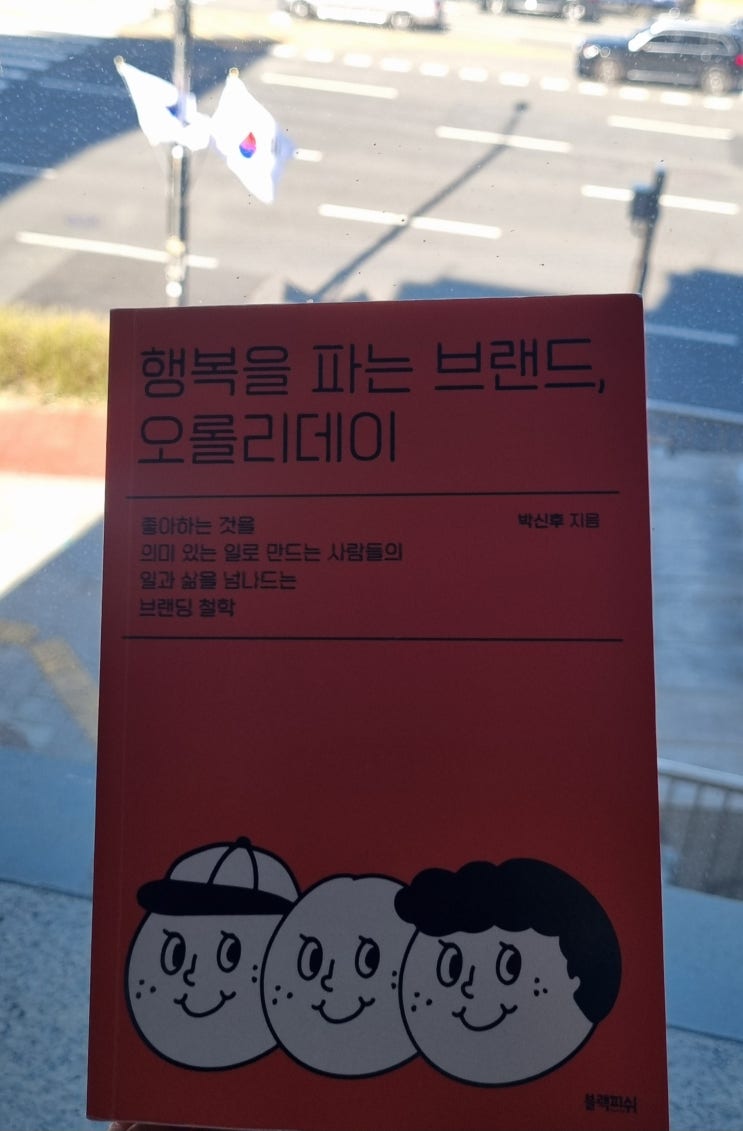 행복을 파는 브랜드,
오롤리데이
좋아하는 것을
의미 있는 일로 만드는 사람들의
일과 삶을 넘나드는
브랜딩 철학
박신후 지음
블랙피쉬